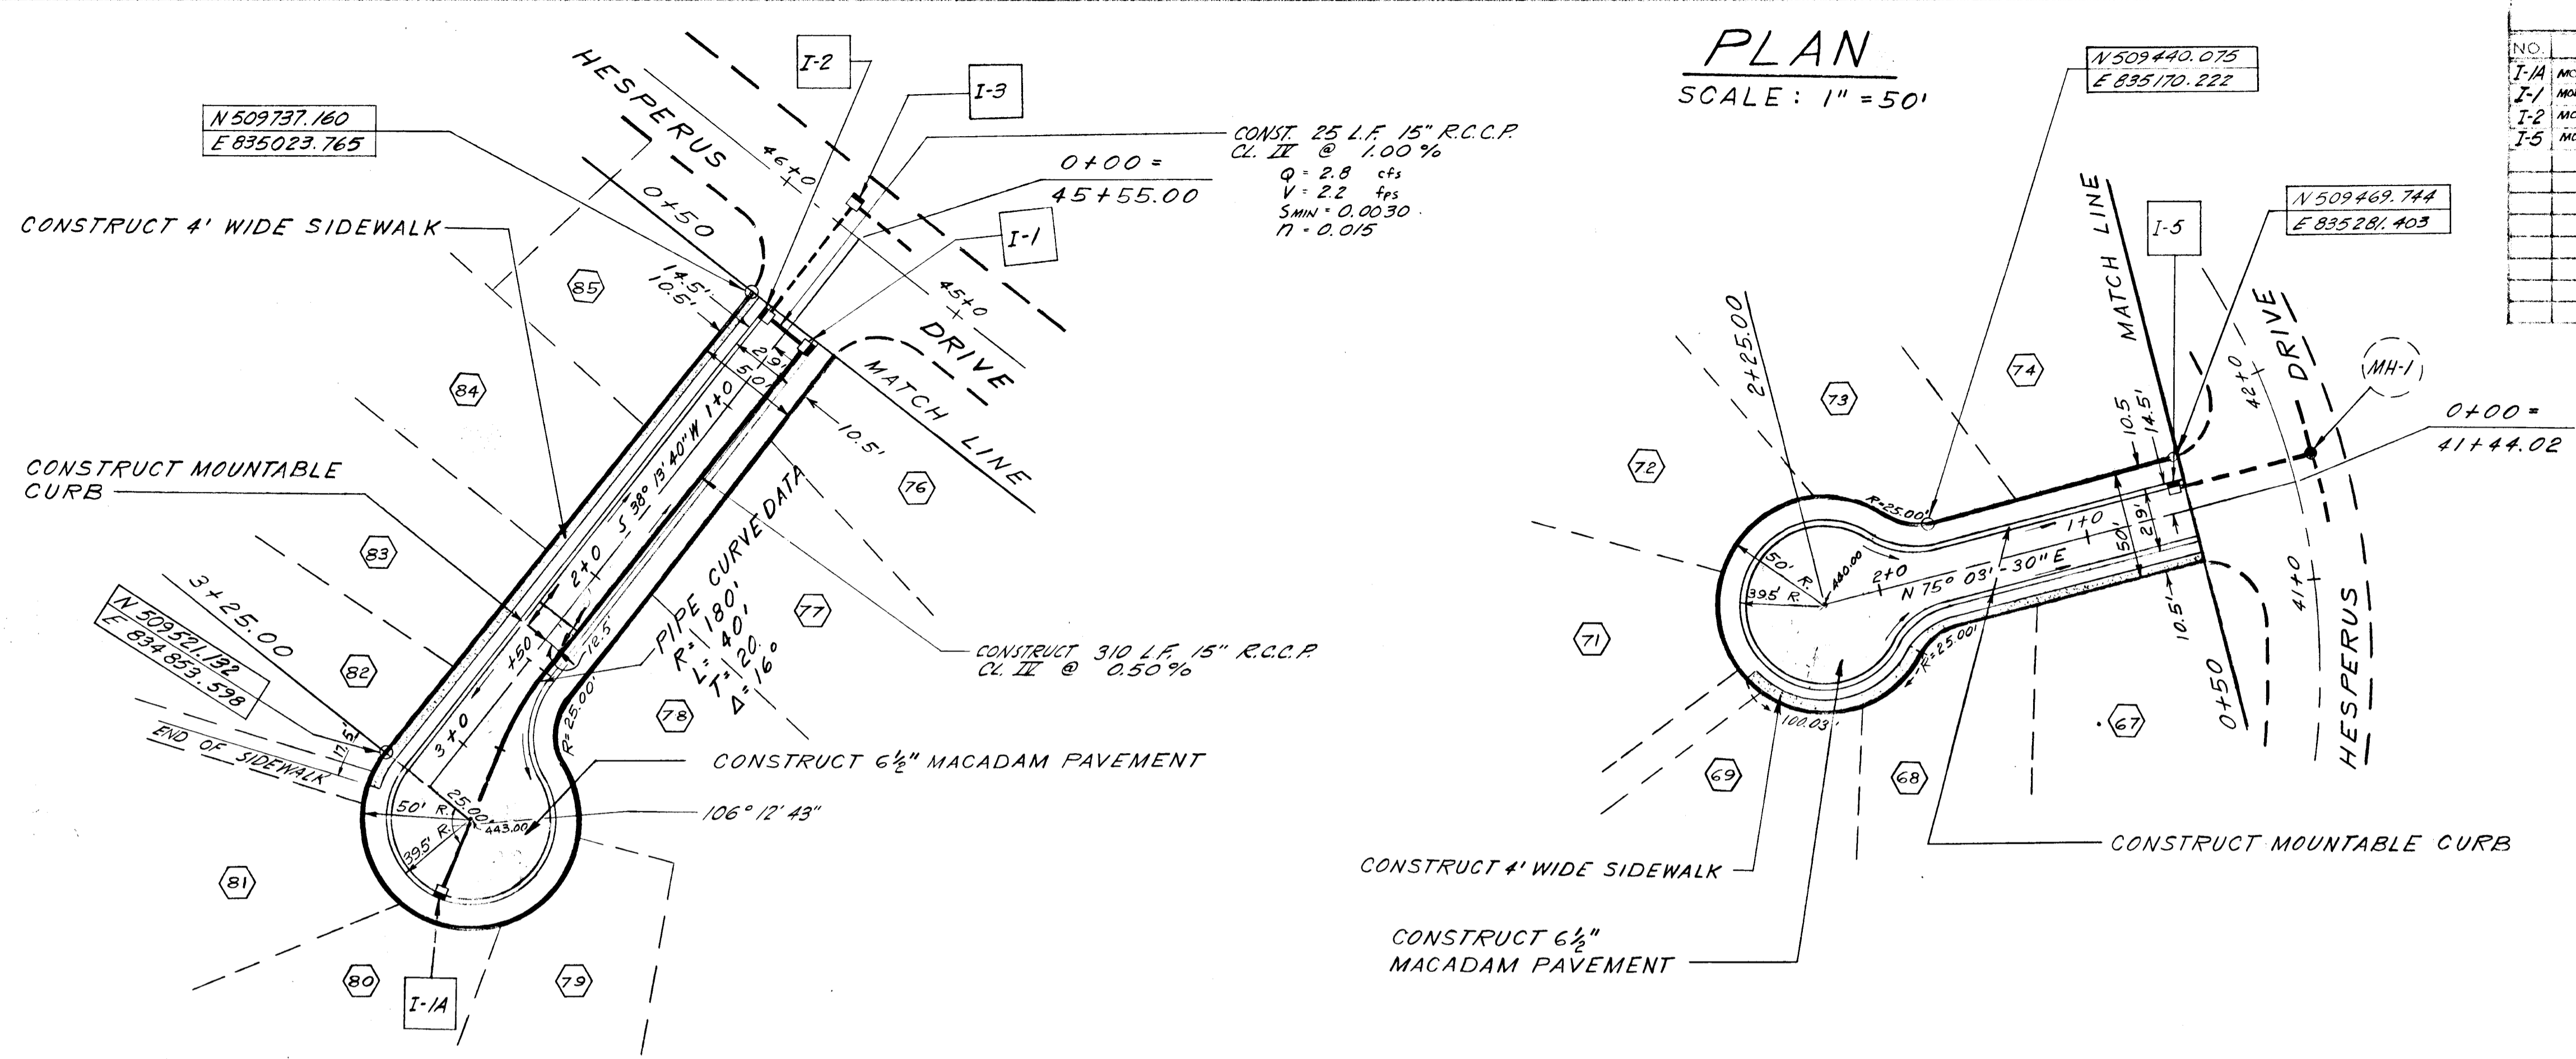 PLAN
SCALE: 1" = 50'
HESPERUS
DRIVE
MATCH LINE
I-2
I-3
I-1
N 509737.160
E 835023.765
CONST. 25 L.F. 15" R.C.C.P.
CL. IV @ 1.00 %
Q = 2.8 cfs
V = 2.2 fps
SMIN = 0.0030
n = 0.015
0+00 =
45+55.00
46+0
45+0
0+50
CONSTRUCT 4' WIDE SIDEWALK
14.5'
10.5'
29'
50'
10.5'
S 38° 13' 40" W
1+0
2+0
+50
3+0
85
84
83
82
81
80
79
78
77
76
CONSTRUCT MOUNTABLE
CURB
3+25.00
N 509521.132
E 834853.598
END OF SIDEWALK
17.5'
12.5'
PIPE CURVE DATA
R= 180'
L= 40'
T= 20.
Δ= 16°
R=25.00'
CONSTRUCT 310 L.F. 15" R.C.C.P.
CL. IV @ 0.50 %
CONSTRUCT 6½" MACADAM PAVEMENT
106° 12' 43"
50' R.
39.5' R.
25.00'
443.00
I-1A
N 509440.075
E 835170.222
N 509469.744
E 835281.403
MATCH LINE
I-5
DRIVE
HESPERUS
MH-1
0+00 =
41+44.02
42+0
41+0
0+50
2+25.00
74
73
72
71
69
68
67
10.5
14.5'
50'
29'
10.5'
R=25.00'
R=25.00'
1+0
2+0
N 75° 03'-30" E
50' R.
39.5' R.
100.03'
CONSTRUCT 4' WIDE SIDEWALK
CONSTRUCT MOUNTABLE CURB
CONSTRUCT 6½"
MACADAM PAVEMENT
NO.
I-1A
I-1
I-2
I-5